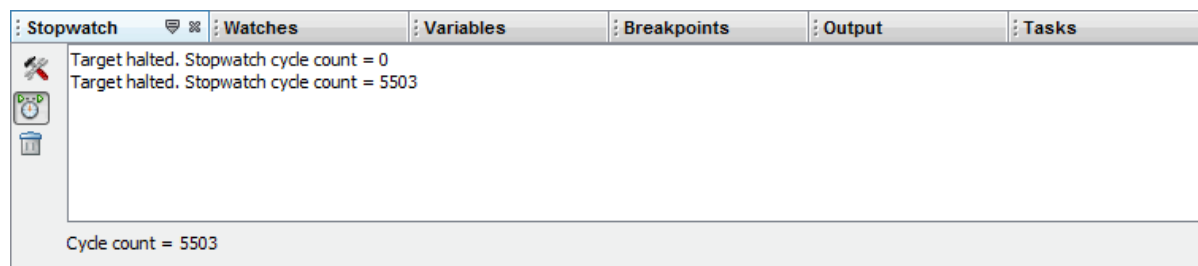 Stopwatch Watches Variables Breakpoints Output Tasks
Target halted. Stopwatch cycle count = 0
Target halted. Stopwatch cycle count = 5503
Cycle count = 5503